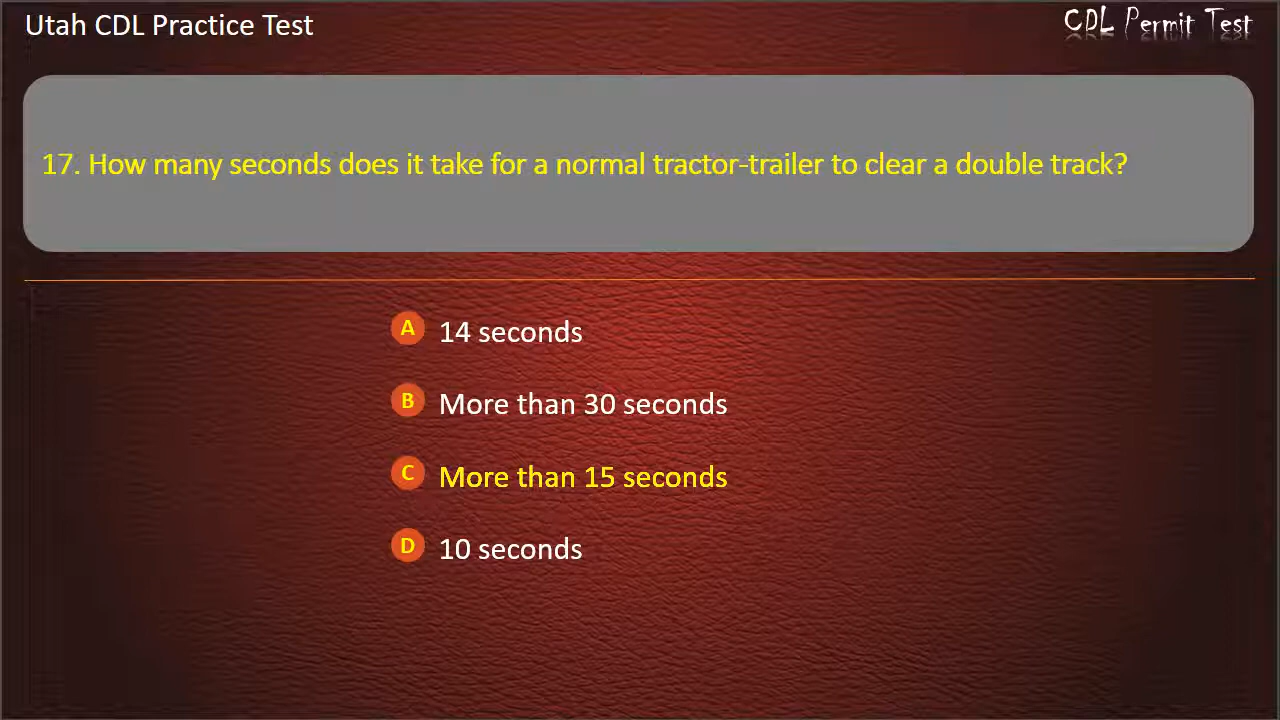 Utah CDL Practice Test
CDL Permit Test
17. How many seconds does it take for a normal tractor-trailer to clear a double track?
A 14 seconds
B More than 30 seconds
C More than 15 seconds
D 10 seconds